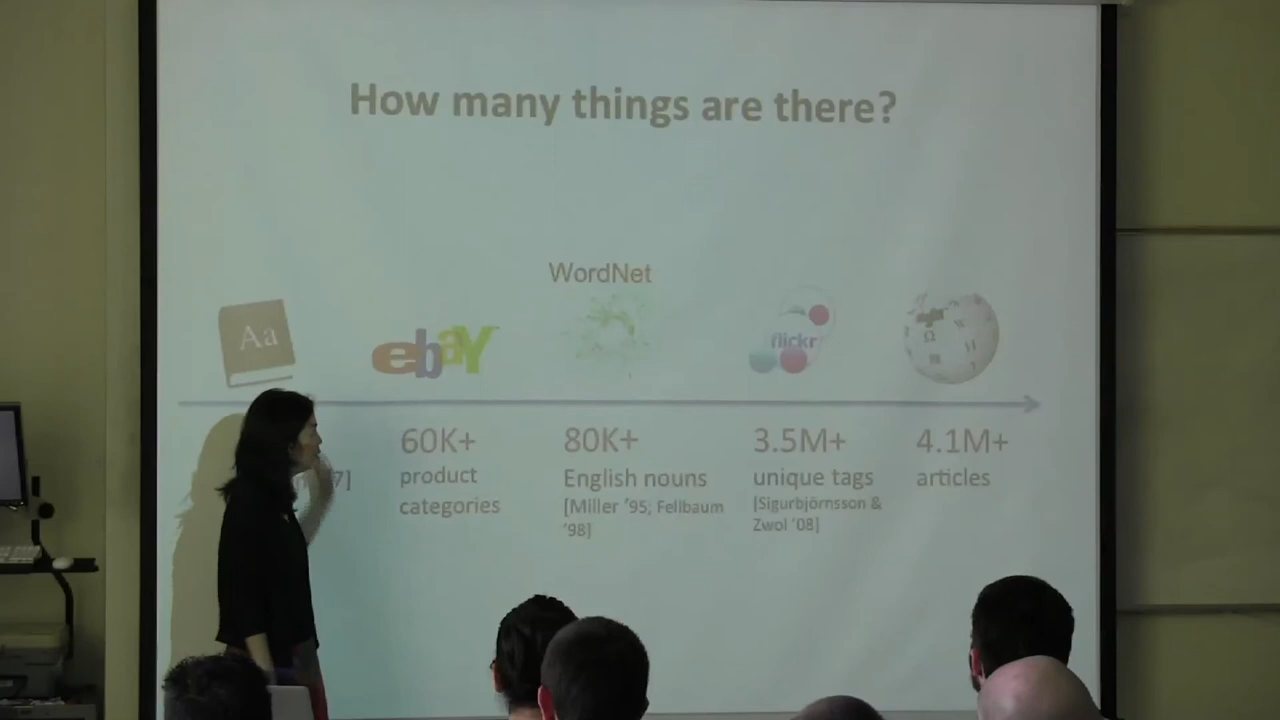 How many things are there?
WordNet
Aa
ebay
flickr
Ω
7]
60K+
product
categories
80K+
English nouns
[Miller ’95; Fellbaum
’98]
3.5M+
unique tags
[Sigurbjörnsson &
Zwol ’08]
4.1M+
articles